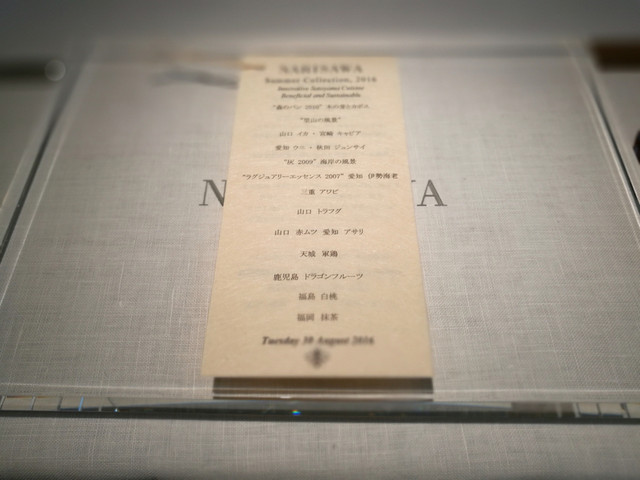 NARISAWA
Summer Collection, 2016
Innovative Satoyama Cuisine
Beneficial and Sustainable
"森のパン 2016" 木の芽とカボス
"里山の風景"
山口 イカ・宮崎 キャビア
愛知 ウニ・秋田 ジュンサイ
"灰 2009" 海岸の風景
"ラグジュアリーエッセンス 2007" 愛知 伊勢海老
三重 アワビ
山口 トラフグ
山口 赤ムツ 愛知 アサリ
天城 軍鶏
鹿児島 ドラゴンフルーツ
福島 白桃
福岡 抹茶
Tuesday 30 August 2016